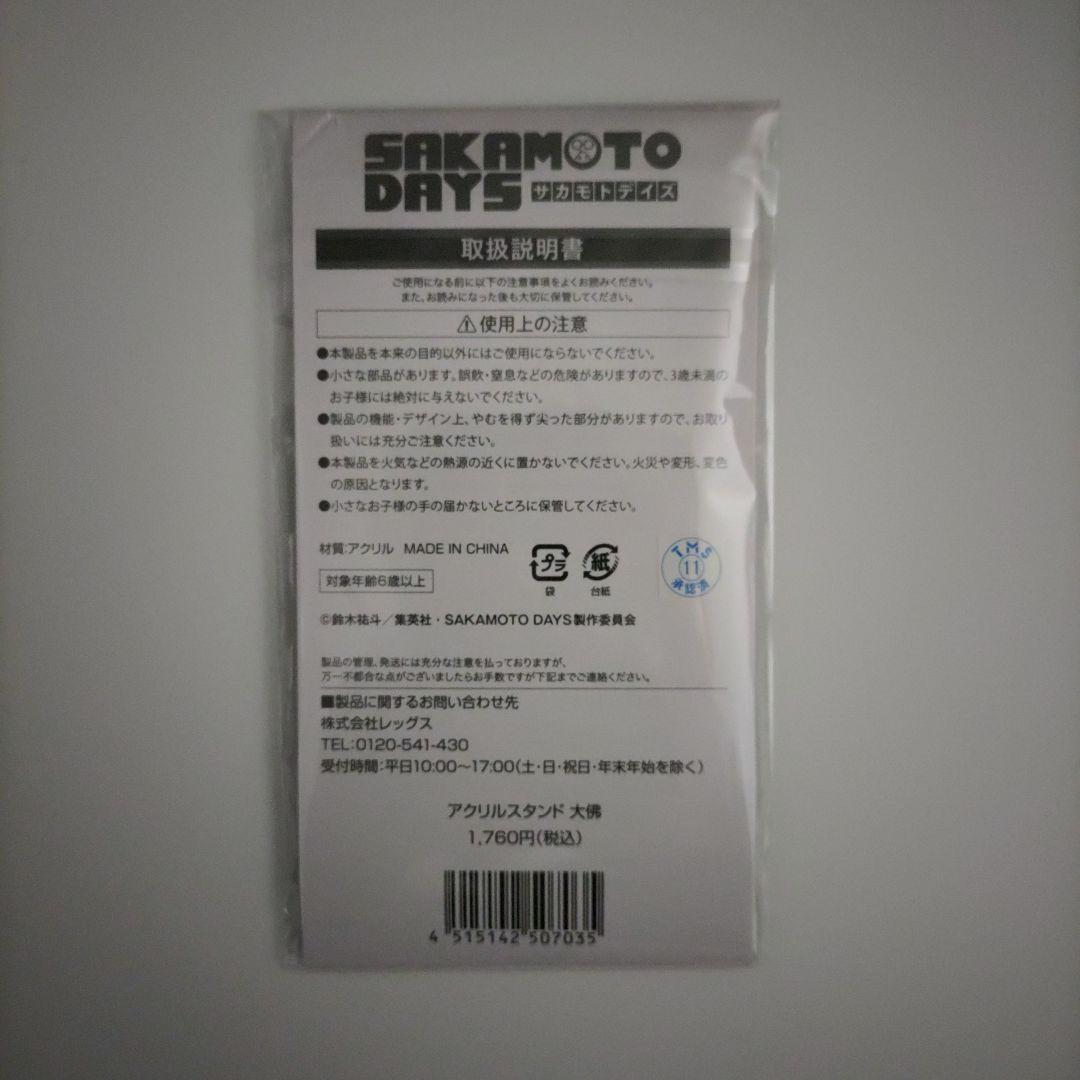 SAKAMOTO
DAYS サカモトデイズ
取扱説明書
ご使用になる前に以下の注意事項をよくお読みください。
また、お読みになった後も大切に保管してください。
⚠使用上の注意
●本製品を本来の目的以外にはご使用にならないでください。
●小さな部品があります。誤飲・窒息などの危険がありますので、3歳未満の
お子様には絶対に与えないでください。
●製品の機能・デザイン上、やむを得ず尖った部分がありますので、お取り
扱いには充分ご注意ください。
●本製品を火気などの熱源の近くに置かないでください。火災や変形、変色
の原因となります。
●小さなお子様の手の届かないところに保管してください。
材質:アクリル MADE IN CHINA
プラ 紙
袋 台紙
TMS
11
承認済
対象年齢6歳以上
©鈴木祐斗／集英社・SAKAMOTO DAYS製作委員会
製品の管理、発送には充分な注意を払っておりますが、
万一不都合な点がございましたらお手数ですが下記までご連絡ください。
■製品に関するお問い合わせ先
株式会社レッグス
TEL:0120-541-430
受付時間:平日10:00〜17:00(土・日・祝日・年末年始を除く)
アクリルスタンド 大佛
1,760円(税込)
4 515142 507035